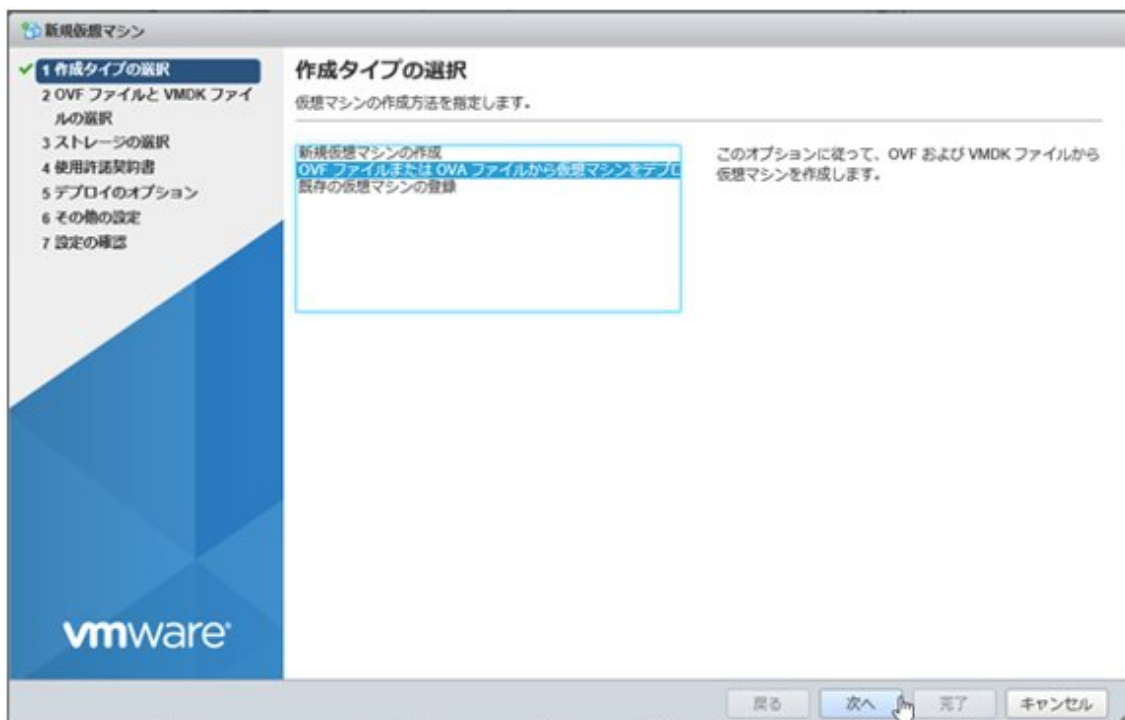 新規仮想マシン
1 作成タイプの選択
2 OVF ファイルと VMDK ファイ
ルの選択
3 ストレージの選択
4 使用許諾契約書
5 デプロイのオプション
6 その他の設定
7 設定の確認
作成タイプの選択
仮想マシンの作成方法を指定します。
新規仮想マシンの作成
OVF ファイルまたは OVA ファイルから仮想マシンをデプロ
既存の仮想マシンの登録
このオプションに従って、OVF および VMDK ファイルから
仮想マシンを作成します。
vmware
戻る
次へ
完了
キャンセル